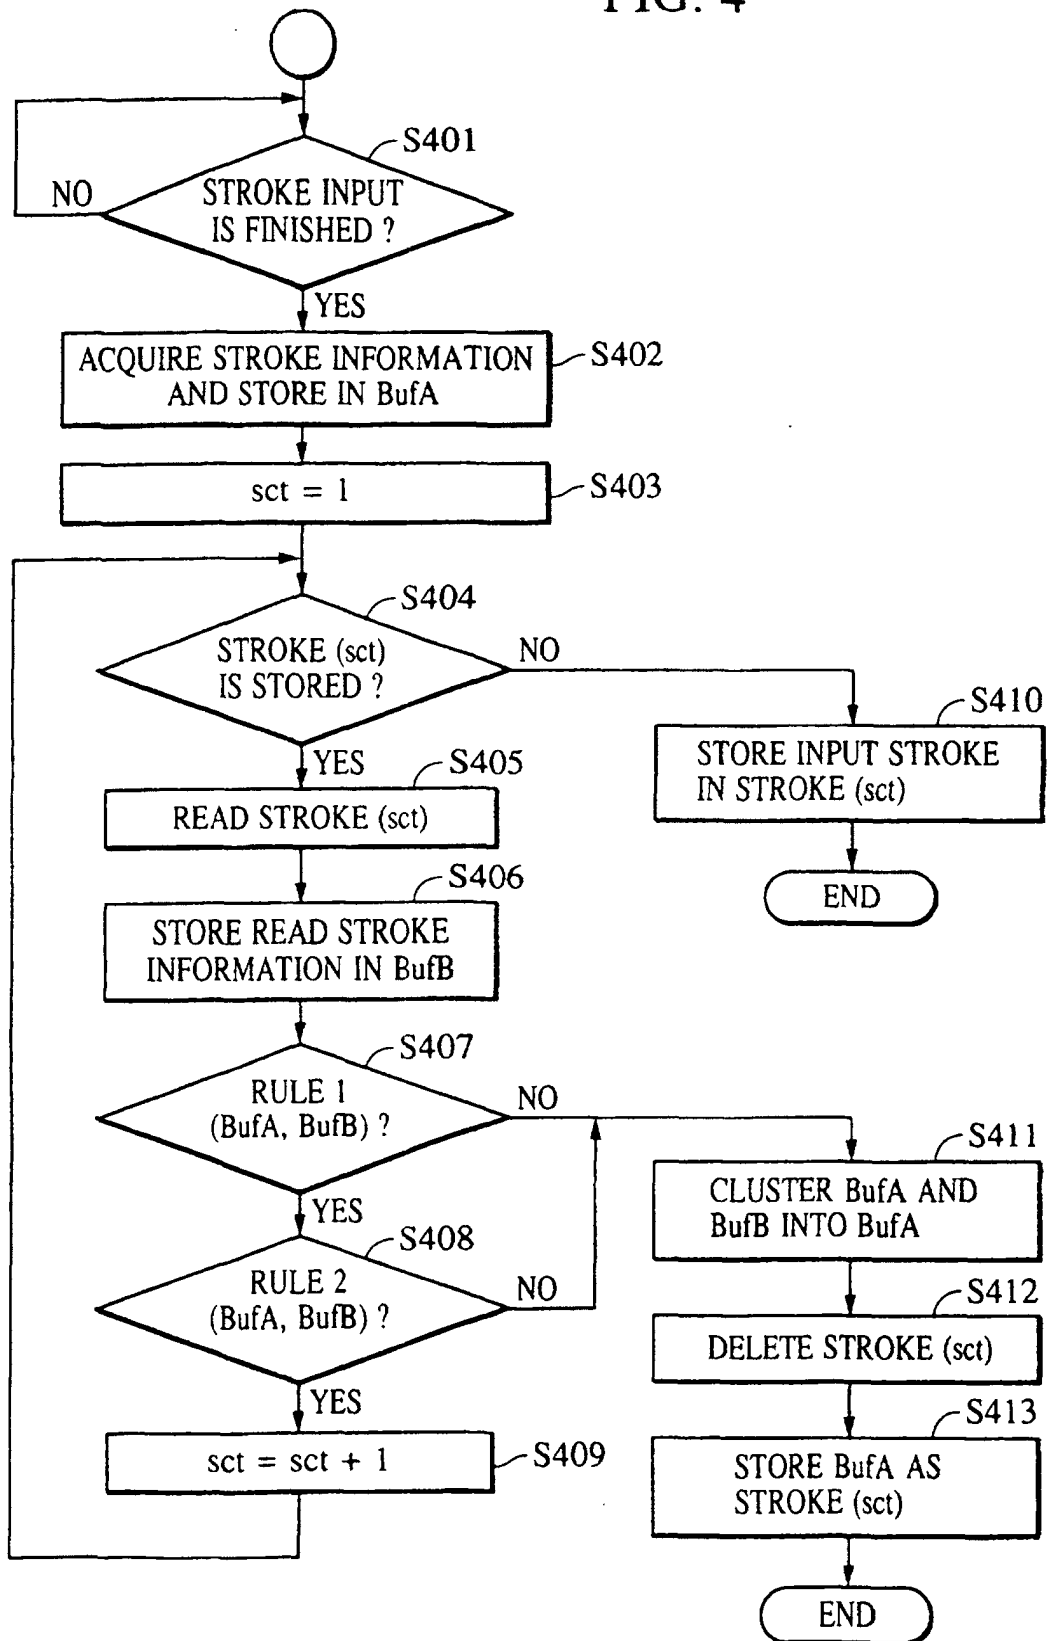 FIG. 4
S401
STROKE INPUT
IS FINISHED ?
NO
YES
ACQUIRE STROKE INFORMATION
AND STORE IN BufA
S402
sct = 1
S403
S404
STROKE (sct)
IS STORED ?
NO
YES
S410
STORE INPUT STROKE
IN STROKE (sct)
END
S405
READ STROKE (sct)
S406
STORE READ STROKE
INFORMATION IN BufB
S407
RULE 1
(BufA, BufB) ?
NO
YES
S408
RULE 2
(BufA, BufB) ?
NO
YES
sct = sct + 1
S409
S411
CLUSTER BufA AND
BufB INTO BufA
S412
DELETE STROKE (sct)
S413
STORE BufA AS
STROKE (sct)
END